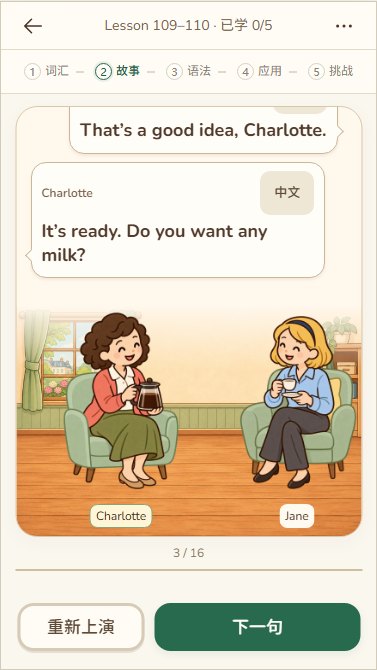 Lesson 109–110 · 已学 0/5
1 词汇 – 2 故事 – 3 语法 – 4 应用 – 5 挑战
That's a good idea, Charlotte.
Charlotte
中文
It's ready. Do you want any
milk?
Charlotte
Jane
3 / 16
重新上演
下一句